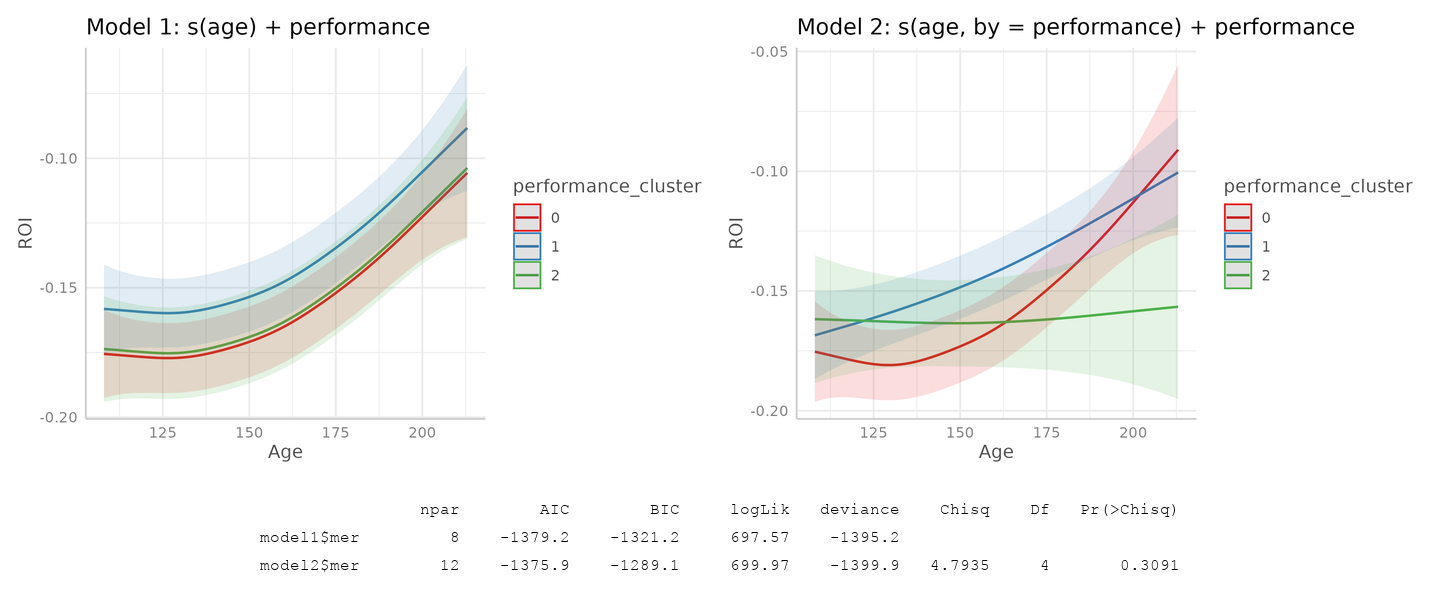 Model 1: s(age) + performance
-0.10
-0.15
-0.20
125 150 175 200
Age
ROI
performance_cluster
0
1
2
Model 2: s(age, by = performance) + performance
-0.05
-0.10
-0.15
-0.20
125 150 175 200
Age
ROI
performance_cluster
0
1
2
npar AIC BIC logLik deviance Chisq Df Pr(>Chisq)
model1$mer 8 -1379.2 -1321.2 697.57 -1395.2
model2$mer 12 -1375.9 -1289.1 699.97 -1399.9 4.7935 4 0.3091